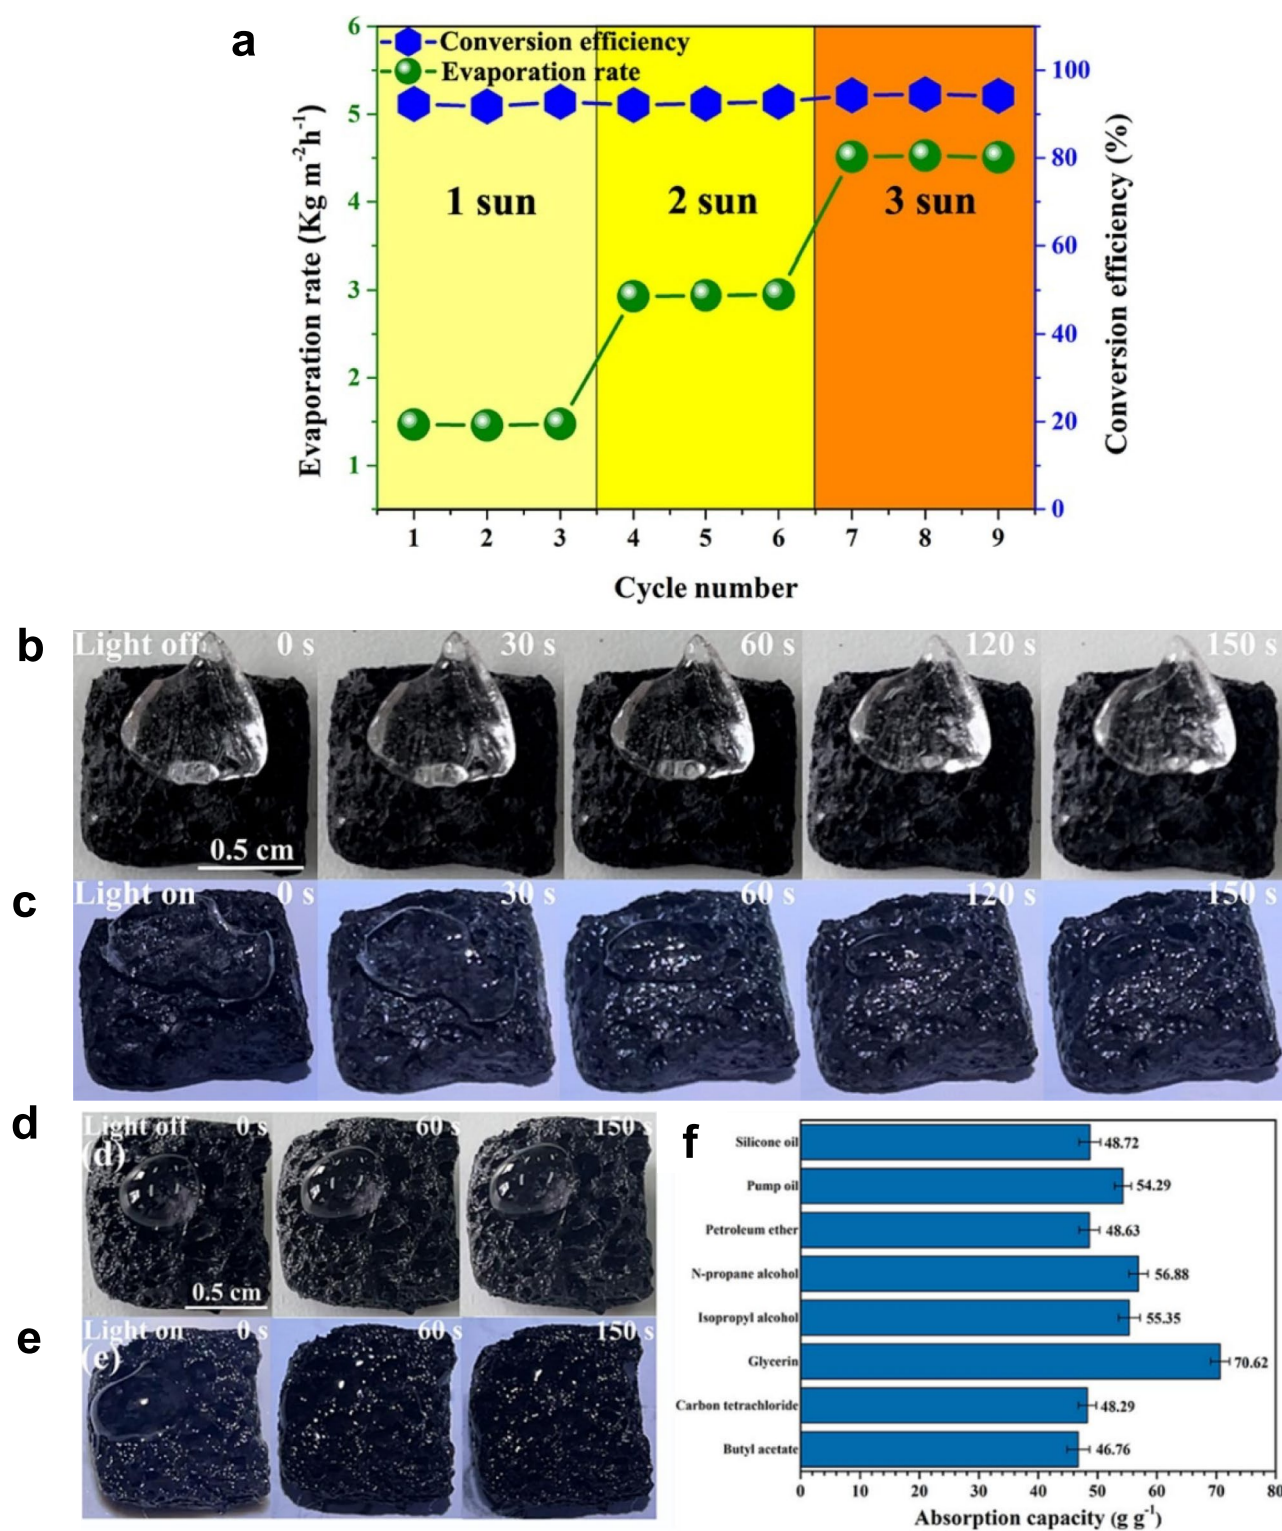 a
Conversion efficiency
Evaporation rate
6
5
4
3
2
1
Evaporation rate (Kg m⁻²h⁻¹)
1 sun
2 sun
3 sun
100
80
60
40
20
0
Conversion efficiency (%)
1 2 3 4 5 6 7 8 9
Cycle number
b
Light off 0 s 30 s 60 s 120 s 150 s
0.5 cm
c
Light on 0 s 30 s 60 s 120 s 150 s
d
Light off 0 s 60 s 150 s
(d)
0.5 cm
e
Light on 0 s 60 s 150 s
(e)
f
Silicone oil 48.72
Pump oil 54.29
Petroleum ether 48.63
N-propane alcohol 56.88
Isopropyl alcohol 55.35
Glycerin 70.62
Carbon tetrachloride 48.29
Butyl acetate 46.76
0 10 20 30 40 50 60 70 80
Absorption capacity (g g⁻¹)